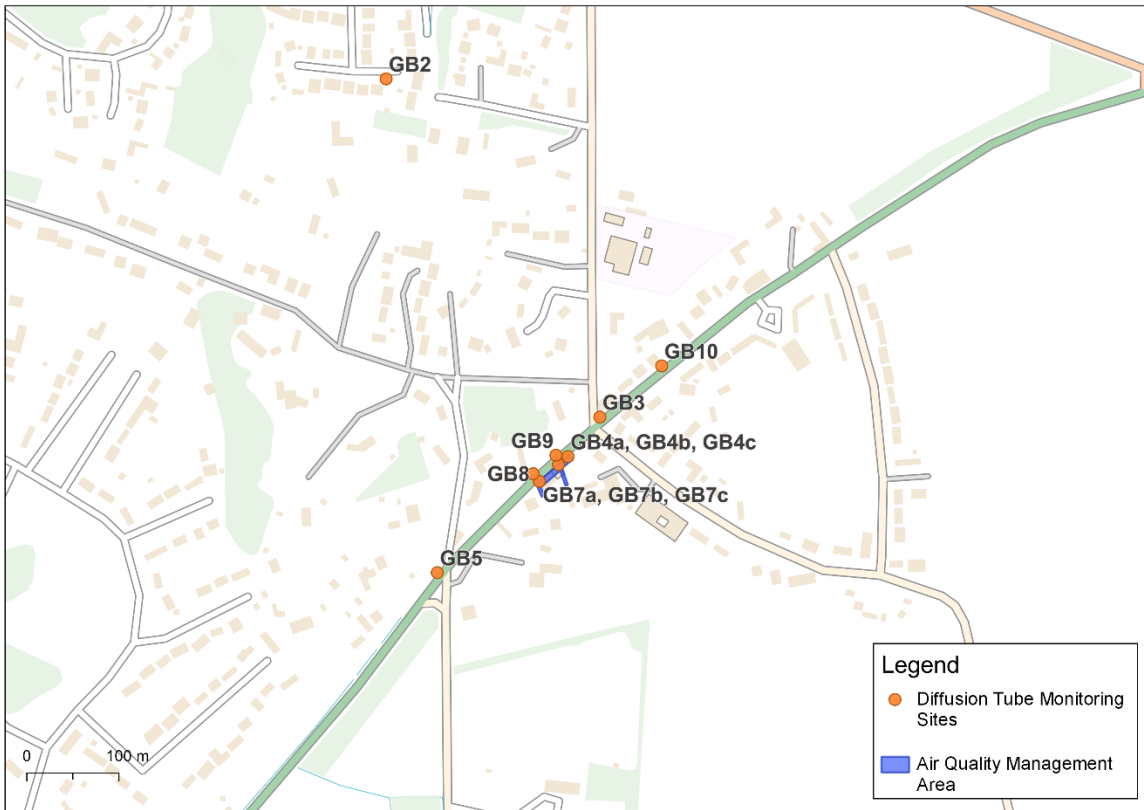 GB2
GB10
GB3
GB9
GB4a, GB4b, GB4c
GB8
GB7a, GB7b, GB7c
GB5
Legend
Diffusion Tube Monitoring
Sites
Air Quality Management
Area
0 100 m